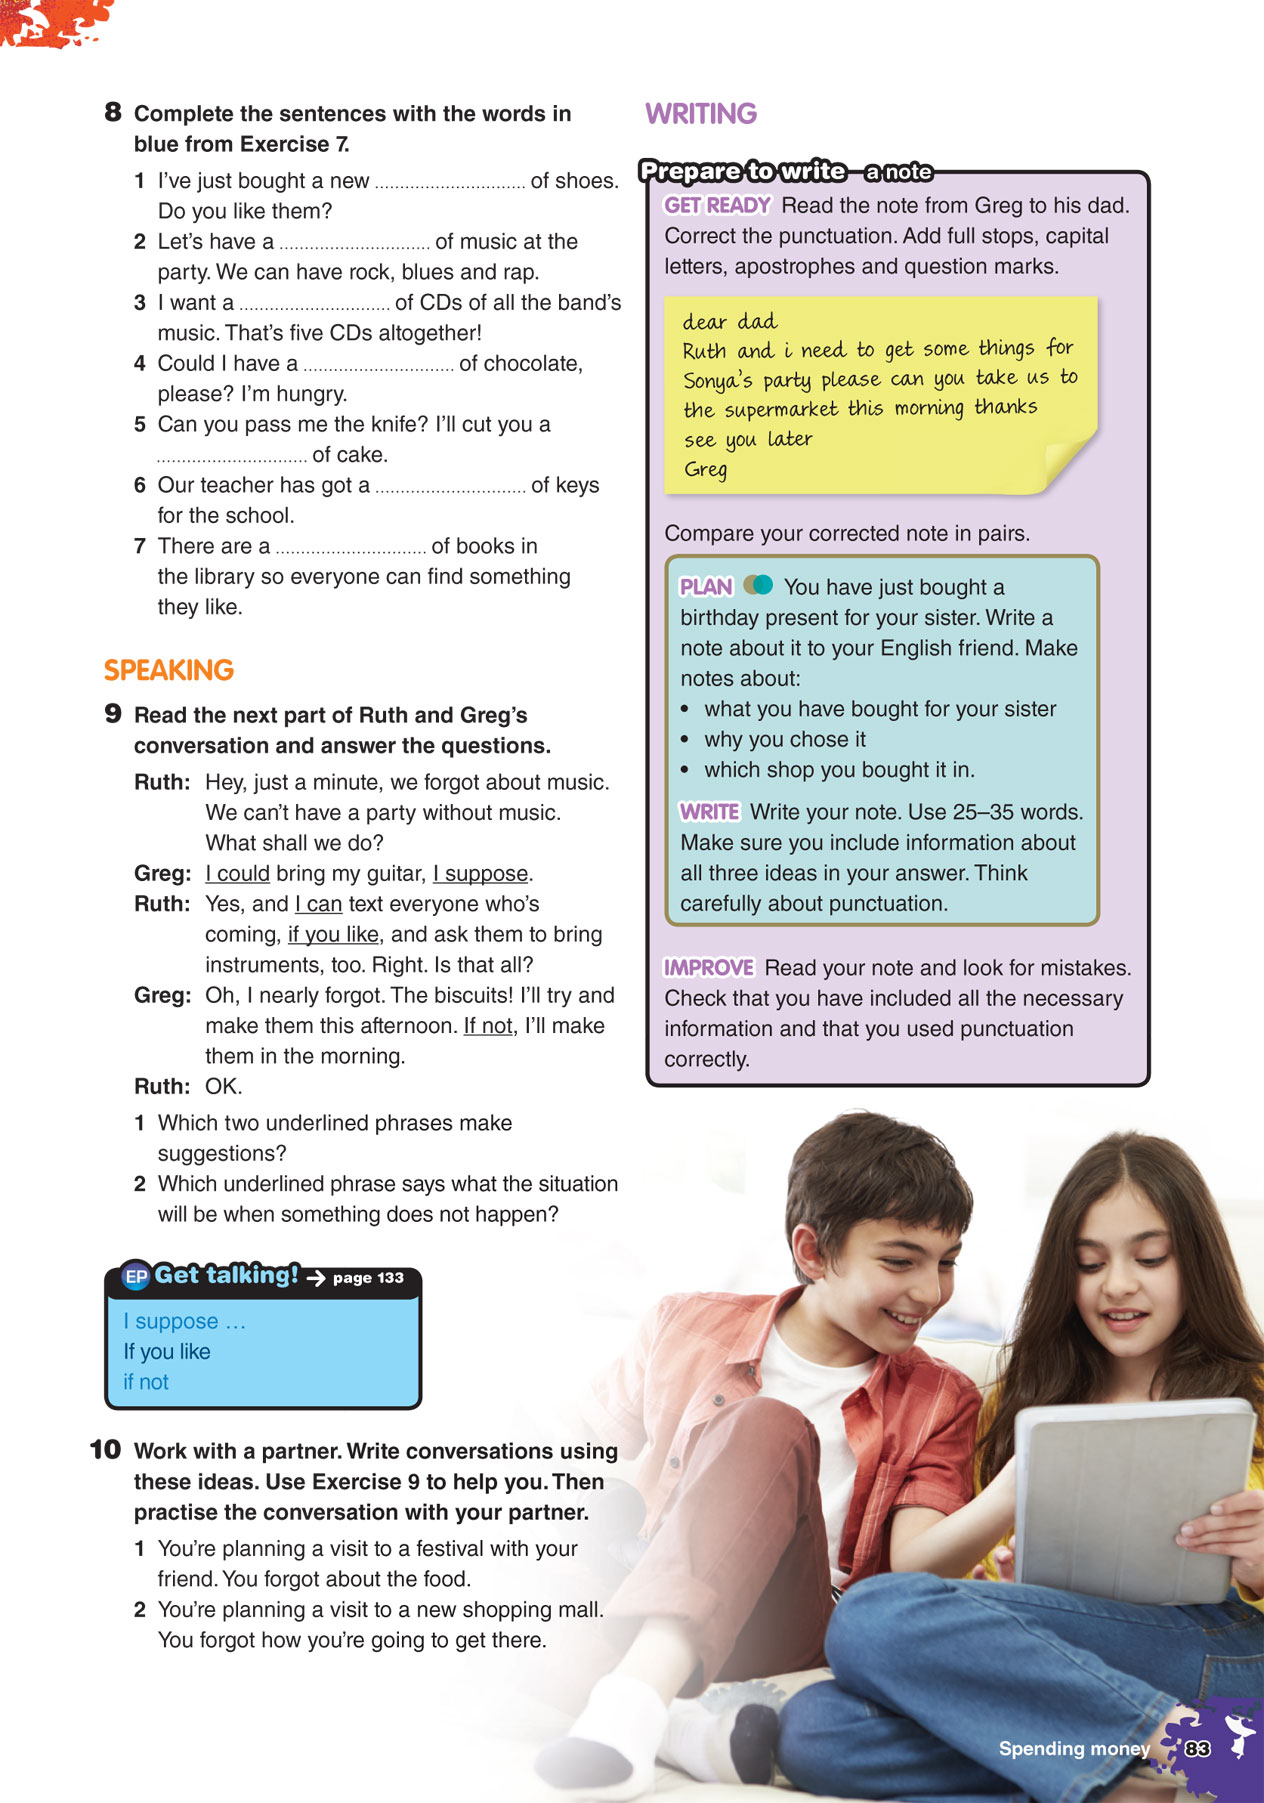 8 Complete the sentences with the words in
blue from Exercise 7.
1 I've just bought a new ............................. of shoes.
Do you like them?
2 Let's have a ............................. of music at the
party. We can have rock, blues and rap.
3 I want a ............................. of CDs of all the band's
music. That's five CDs altogether!
4 Could I have a ............................. of chocolate,
please? I'm hungry.
5 Can you pass me the knife? I'll cut you a
............................. of cake.
6 Our teacher has got a ............................. of keys
for the school.
7 There are a ............................. of books in
the library so everyone can find something
they like.
SPEAKING
9 Read the next part of Ruth and Greg's
conversation and answer the questions.
Ruth: Hey, just a minute, we forgot about music.
We can't have a party without music.
What shall we do?
Greg: I could bring my guitar, I suppose.
Ruth: Yes, and I can text everyone who's
coming, if you like, and ask them to bring
instruments, too. Right. Is that all?
Greg: Oh, I nearly forgot. The biscuits! I'll try and
make them this afternoon. If not, I'll make
them in the morning.
Ruth: OK.
1 Which two underlined phrases make
suggestions?
2 Which underlined phrase says what the situation
will be when something does not happen?
EP Get talking! → page 133
I suppose …
If you like
if not
10 Work with a partner. Write conversations using
these ideas. Use Exercise 9 to help you. Then
practise the conversation with your partner.
1 You're planning a visit to a festival with your
friend. You forgot about the food.
2 You're planning a visit to a new shopping mall.
You forgot how you're going to get there.
WRITING
Prepare to write a note
GET READY Read the note from Greg to his dad.
Correct the punctuation. Add full stops, capital
letters, apostrophes and question marks.
dear dad
Ruth and i need to get some things for
Sonya's party please can you take us to
the supermarket this morning thanks
see you later
Greg
Compare your corrected note in pairs.
PLAN You have just bought a
birthday present for your sister. Write a
note about it to your English friend. Make
notes about:
• what you have bought for your sister
• why you chose it
• which shop you bought it in.
WRITE Write your note. Use 25–35 words.
Make sure you include information about
all three ideas in your answer. Think
carefully about punctuation.
IMPROVE Read your note and look for mistakes.
Check that you have included all the necessary
information and that you used punctuation
correctly.
Spending money 83